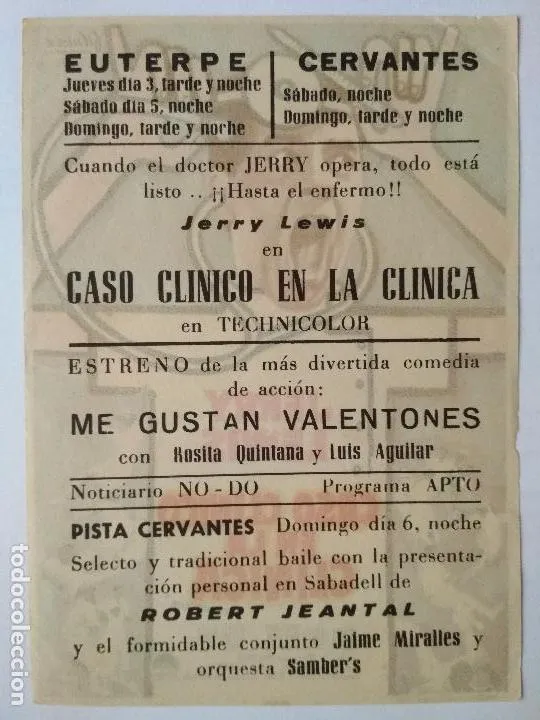 EUTERPE
Jueves día 3, tarde y noche
Sábado día 5, noche
Domingo, tarde y noche
CERVANTES
Sábado, noche
Domingo, tarde y noche
Cuando el doctor JERRY opera, todo está
listo .. ¡¡Hasta el enfermo!!
Jerry Lewis
en
CASO CLINICO EN LA CLINICA
en TECHNICOLOR
ESTRENO de la más divertida comedia
de acción:
ME GUSTAN VALENTONES
con Rosita Quintana y Luis Aguilar
Noticiario NO-DO Programa APTO
PISTA CERVANTES Domingo día 6, noche
Selecto y tradicional baile con la presenta-
ción personal en Sabadell de
ROBERT JEANTAL
y el formidable conjunto Jaime Miralles y
orquesta Samber's
todocoleccion.net